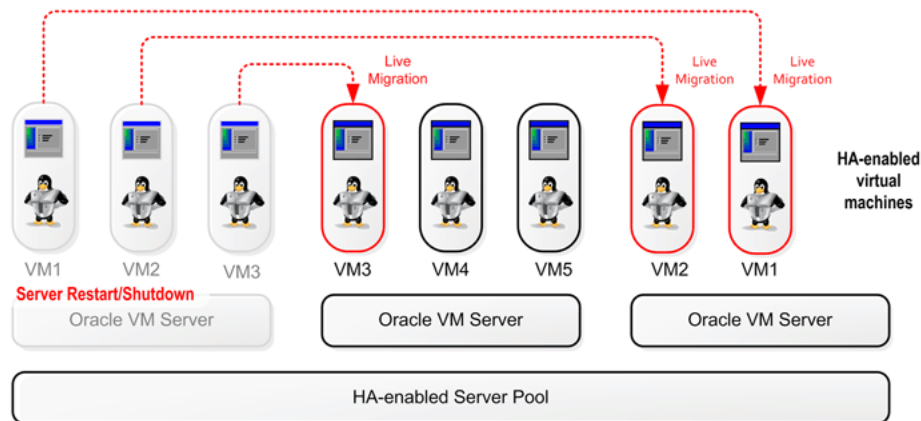 Live
Migration
Live
Migration
Live
Migration
HA-enabled
virtual
machines
VM1
VM2
VM3
VM3
VM4
VM5
VM2
VM1
Server Restart/Shutdown
Oracle VM Server
Oracle VM Server
Oracle VM Server
HA-enabled Server Pool